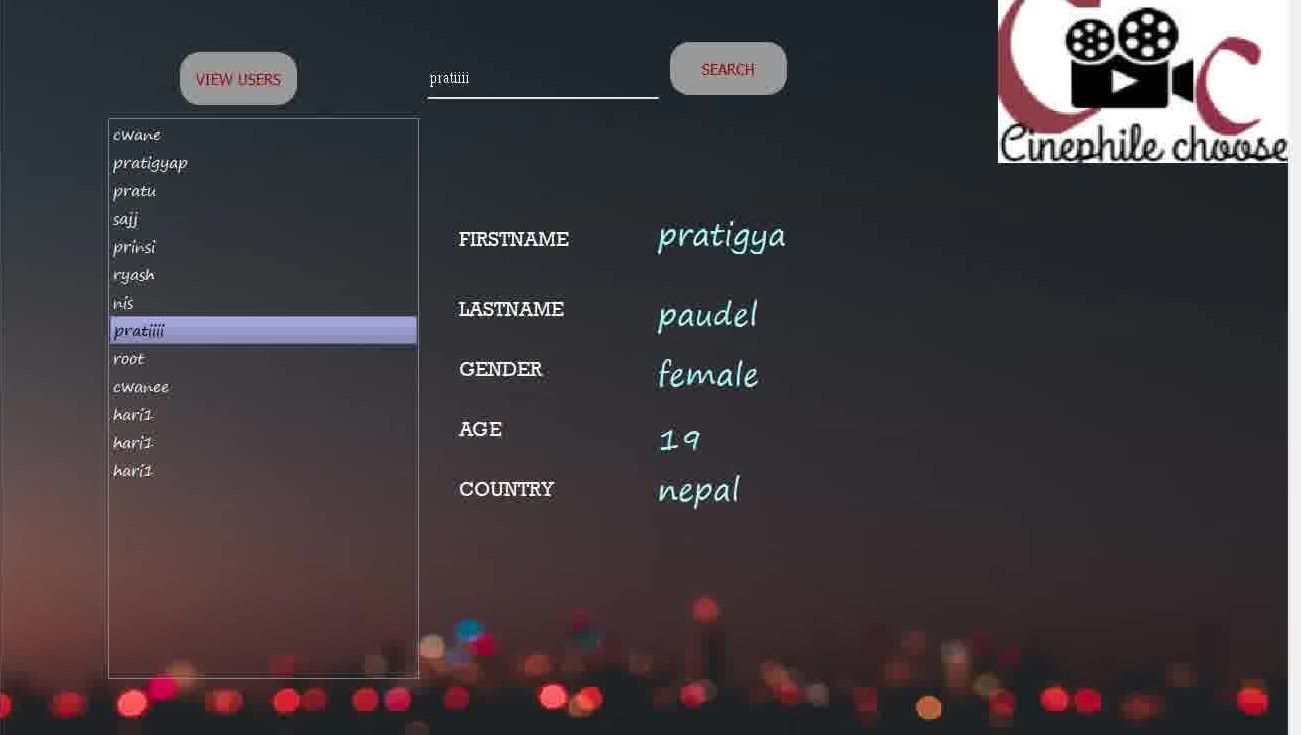 VIEW USERS
pratiiii
SEARCH
Cinephile choose
cwane
pratigyap
pratu
sajj
prinsi
ryash
nis
pratiiii
root
cwanee
hari1
hari1
hari1
FIRSTNAME pratigya
LASTNAME paudel
GENDER female
AGE 19
COUNTRY nepal